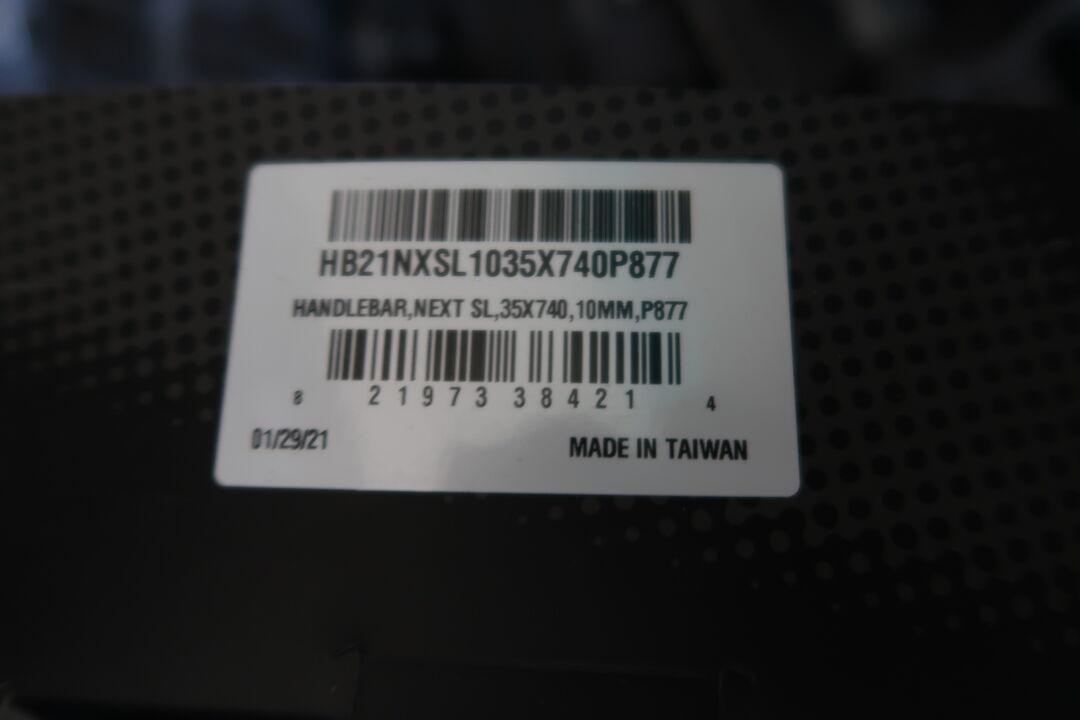 HB21NXSL1035X740P877
HANDLEBAR,NEXT SL,35X740,10MM,P877
8 21973 38421 4
01/29/21
MADE IN TAIWAN